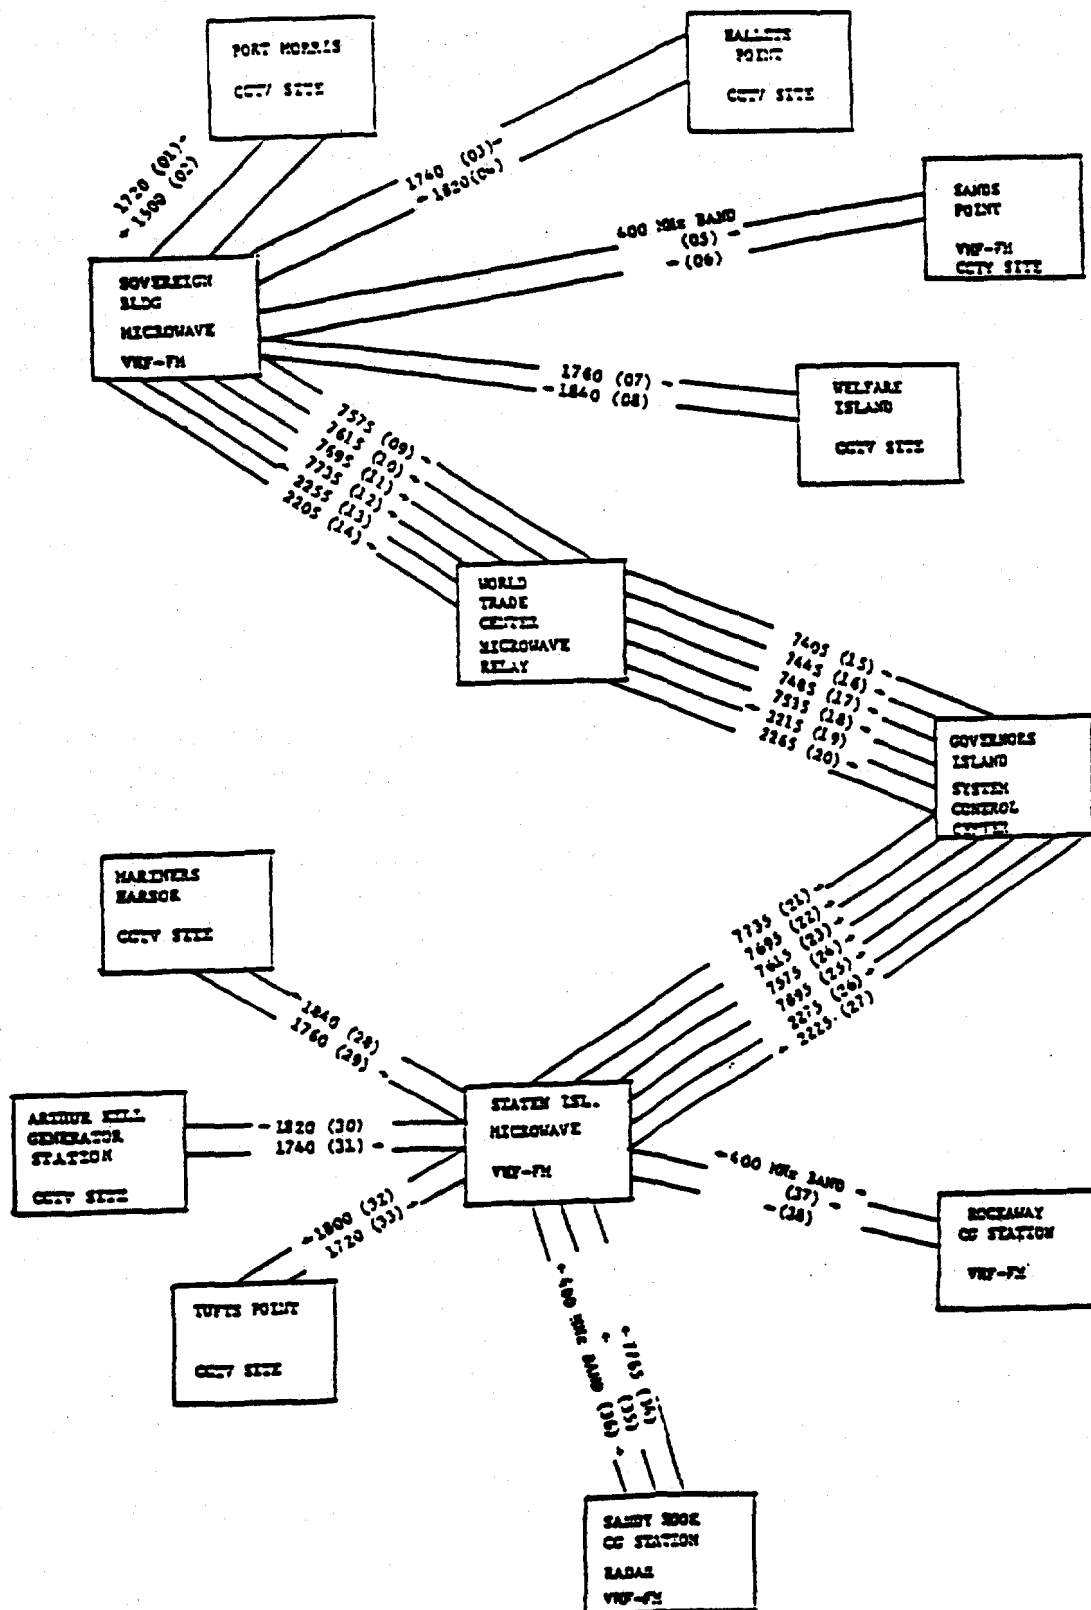 PORT MORRIS
CCTV SITE
HALLETS
POINT
CCTV SITE
1720 (01)-
- 1500 (02)
1740 (03)-
- 1820(04)
SANDS
POINT
VHF-FM
CCTV SITE
400 MHz BAND
(05) -
- (06)
SOVEREIGN
BLDG
MICROWAVE
VHF-FM
1760 (07) -
- 1840 (08)
WELFARE
ISLAND
CCTV SITE
7575 (09) -
7615 (10) -
7695 (11) -
7735 (12) -
2255 (13) -
2205 (14) -
WORLD
TRADE
CENTER
MICROWAVE
RELAY
7405 (15) -
7445 (16) -
7485 (17) -
7535 (18) -
- 2215 (19)
2265 (20) -
GOVERNORS
ISLAND
SYSTEM
CONTROL
CENTER
MARINERS
HARBOR
CCTV SITE
7735 (21) -
7695 (22) -
7615 (23) -
7575 (24) -
7895 (25) -
2275 (26) -
- 2225. (27)
- 1840 (28)
1760 (29) -
ARTHUR KILL
GENERATOR
STATION
CCTV SITE
- 1820 (30)
1740 (31) -
STATEN ISL.
MICROWAVE
VHF-FM
- 400 MHz BAND -
(37)
- (38)
ROCKAWAY
CG STATION
VHF-FM
- 1800 (32)
1720 (33) -
TUFTS POINT
CCTV SITE
← 7765 (34)
← (35)
← 400 MHz BAND (36) →
SANDY HOOK
CG STATION
RADAR
VHF-FM